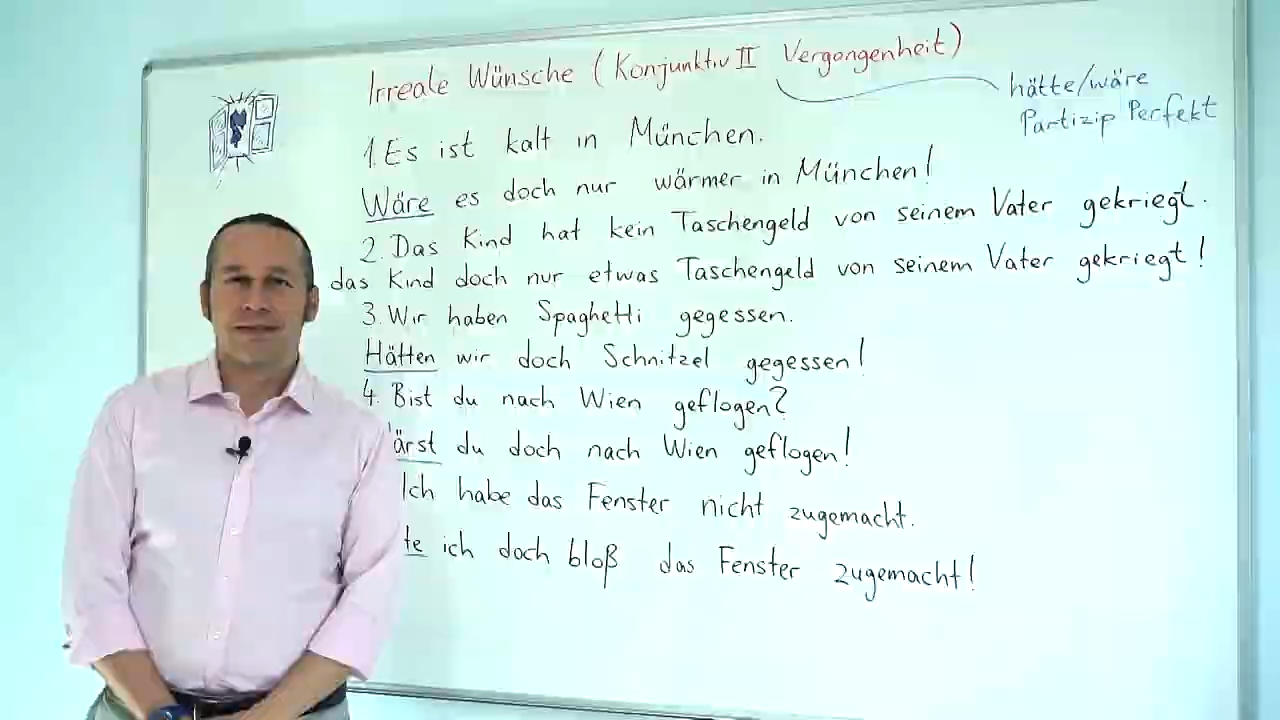 Irreale Wünsche (Konjunktiv II Vergangenheit)
hätte/wäre
Partizip Perfekt
1. Es ist kalt in München.
Wäre es doch nur wärmer in München!
2. Das Kind hat kein Taschengeld von seinem Vater gekriegt.
das Kind doch nur etwas Taschengeld von seinem Vater gekriegt!
3. Wir haben Spaghetti gegessen.
Hätten wir doch Schnitzel gegessen!
4. Bist du nach Wien geflogen?
ärst du doch nach Wien geflogen!
Ich habe das Fenster nicht zugemacht.
te ich doch bloß das Fenster zugemacht!